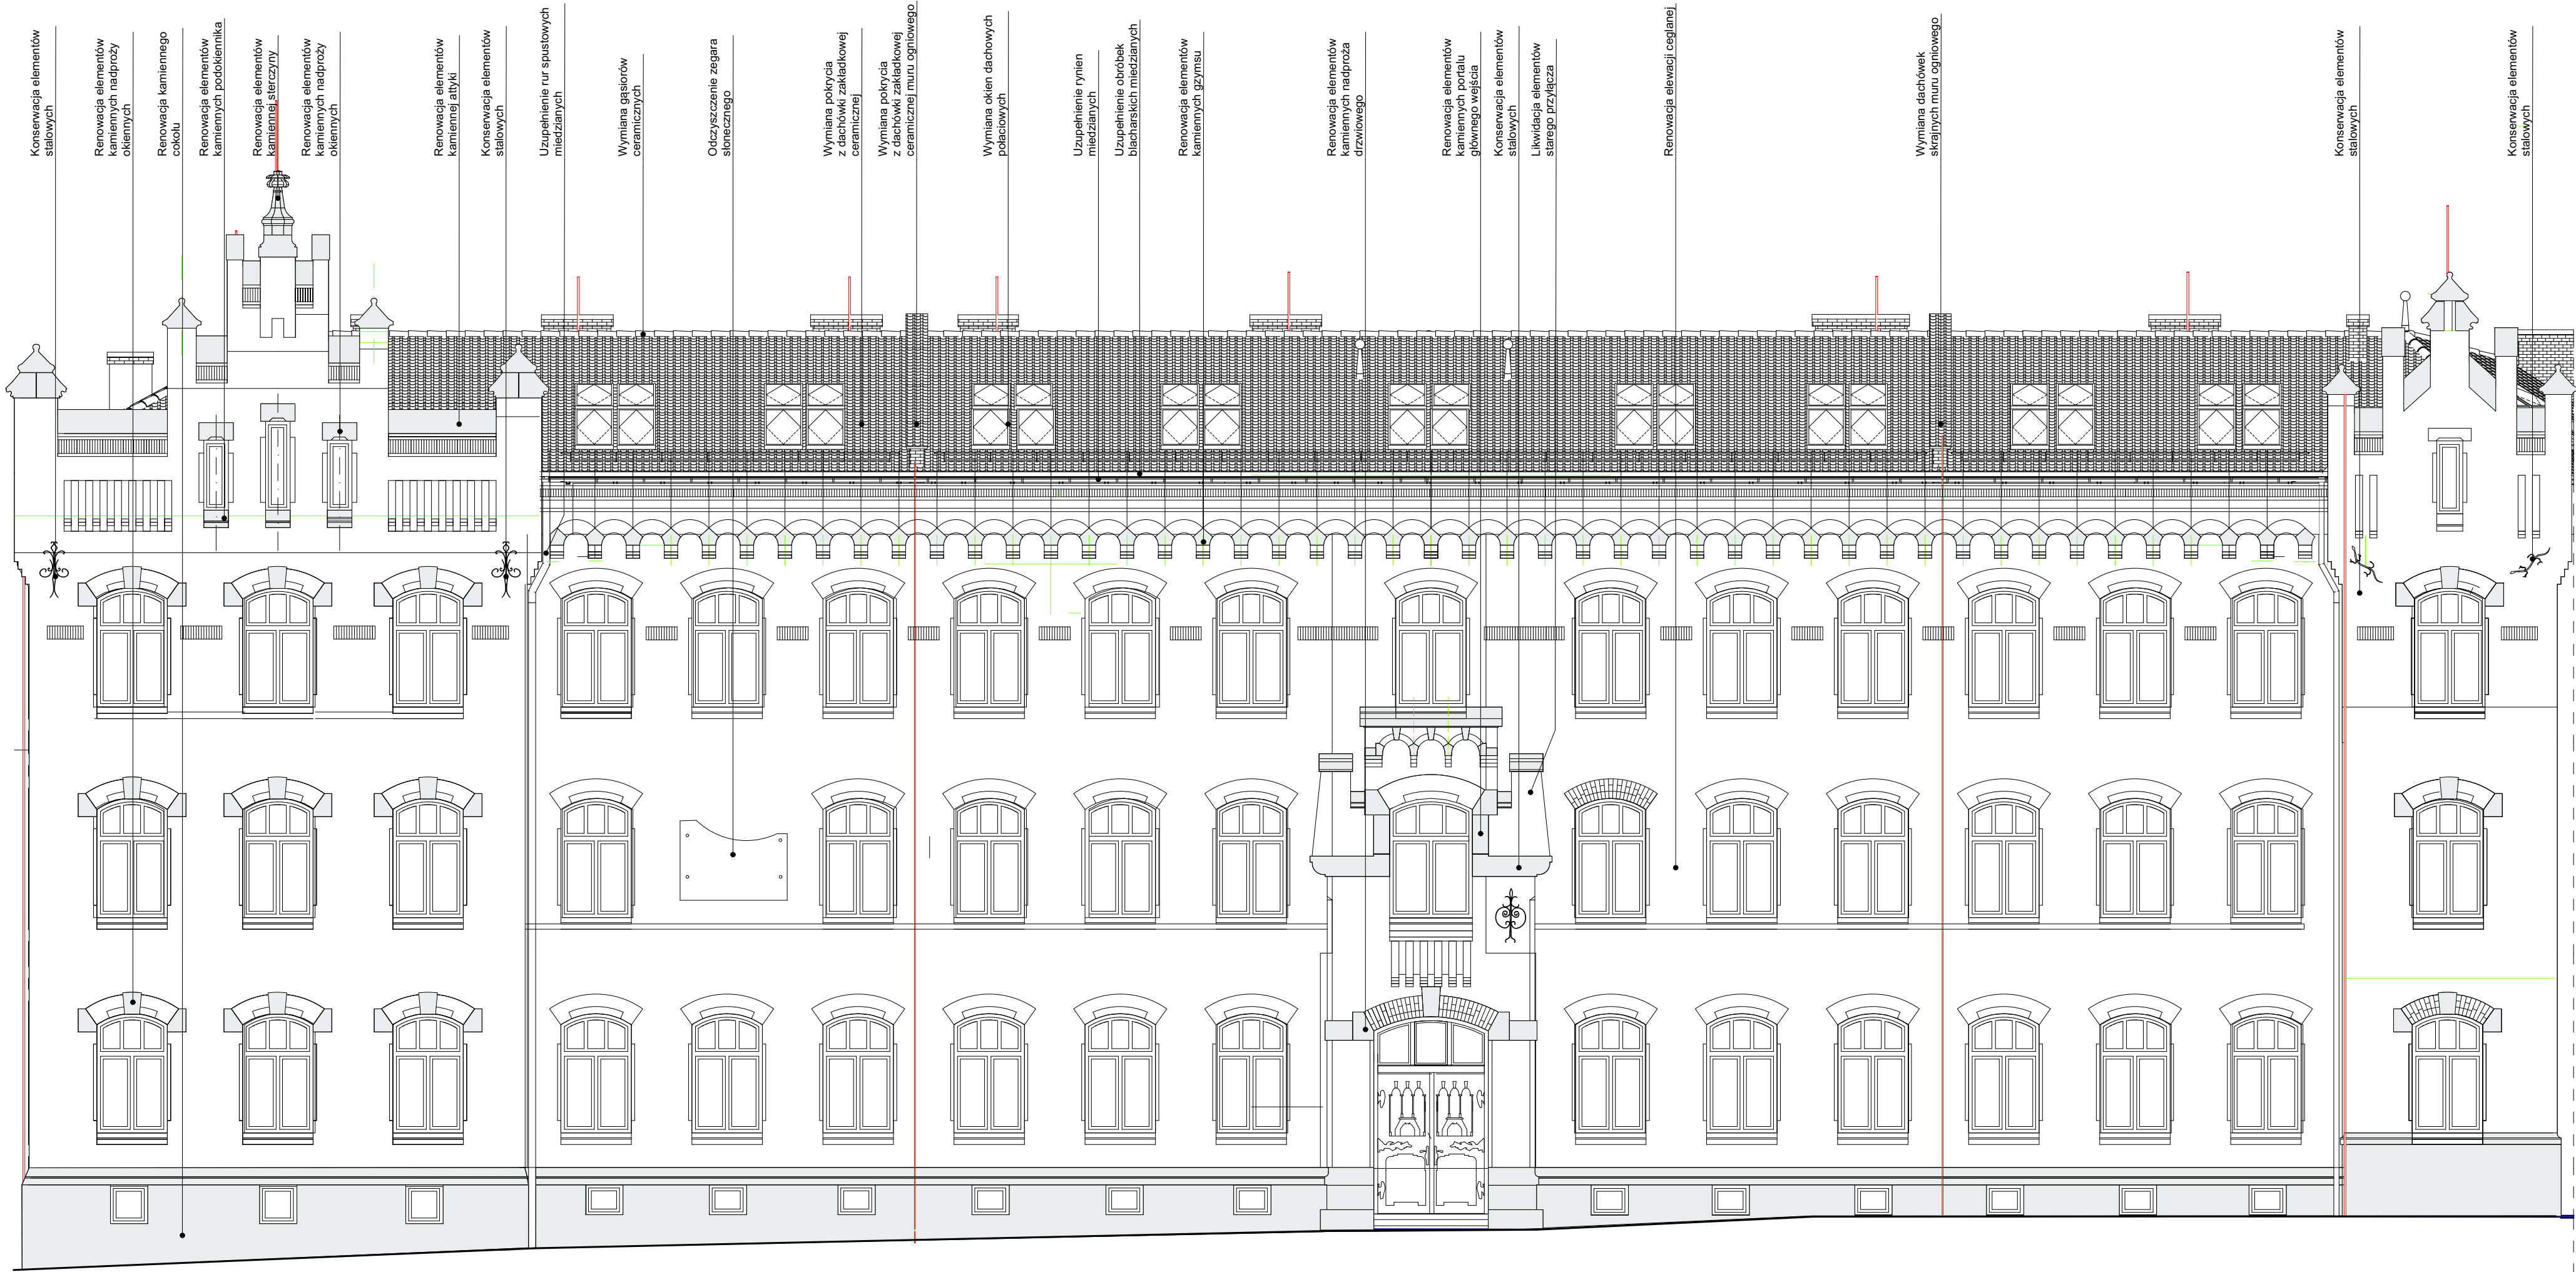 Konserwacja elementów
stalowych
Renowacja elementów
kamiennych nadproży
okiennych
Renowacja kamiennego
cokołu
Renowacja elementów
kamiennych podokiennika
Renowacja elementów
kamiennej sterczyny
Renowacja elementów
kamiennych nadproży
okiennych
Renowacja elementów
kamiennej attyki
Konserwacja elementów
stalowych
Uzupełnienie rur spustowych
miedzianych
Wymiana gąsiorów
ceramicznych
Odczyszczenie zegara
słonecznego
Wymiana pokrycia
z dachówki zakładkowej
ceramicznej
Wymiana pokrycia
z dachówki zakładkowej
ceramicznej muru ogniowego
Wymiana okien dachowych
połaciowych
Uzupełnienie rynien
miedzianych
Uzupełnienie obróbek
blacharskich miedzianych
Renowacja elementów
kamiennych gzymsu
Renowacja elementów
kamiennych nadproża
drzwiowego
Renowacja elementów
kamiennych portalu
głównego wejścia
Konserwacja elementów
stalowych
Likwidacja elementów
starego przyłącza
Renowacja elewacji ceglanej
Wymiana dachówek
skrajnych muru ogniowego
Konserwacja elementów
stalowych
Konserwacja elementów
stalowych